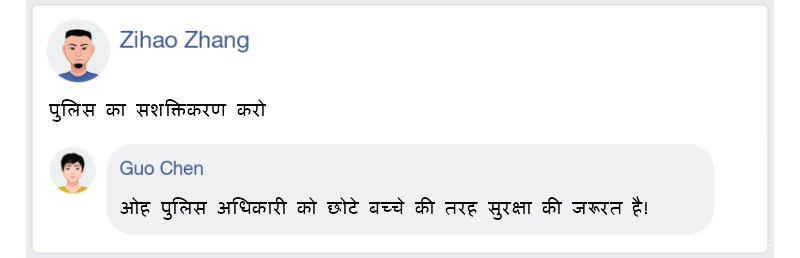 Zihao Zhang
पुलिस का सशक्तिकरण करो
Guo Chen
ओह पुलिस अधिकारी को छोटे बच्चे की तरह सुरक्षा की जरूरत है!